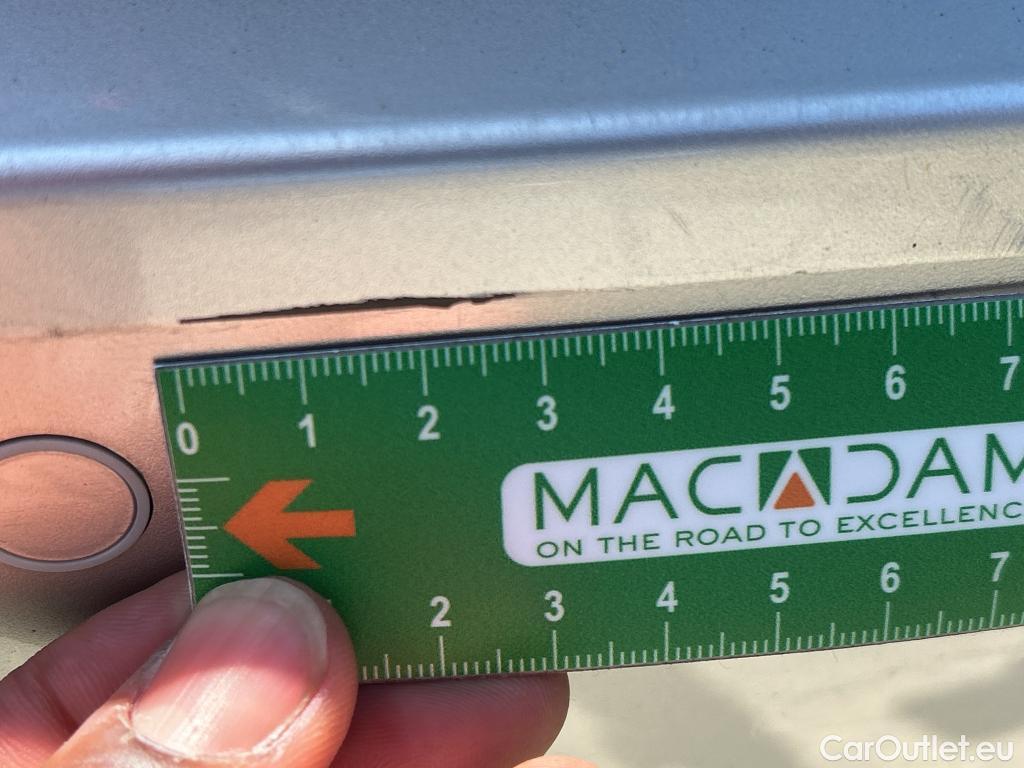 0 1 2 3 4 5 6 7
MACADAM
ON THE ROAD TO EXCELLENC
2 3 4 5 6 7
CarOutlet.eu